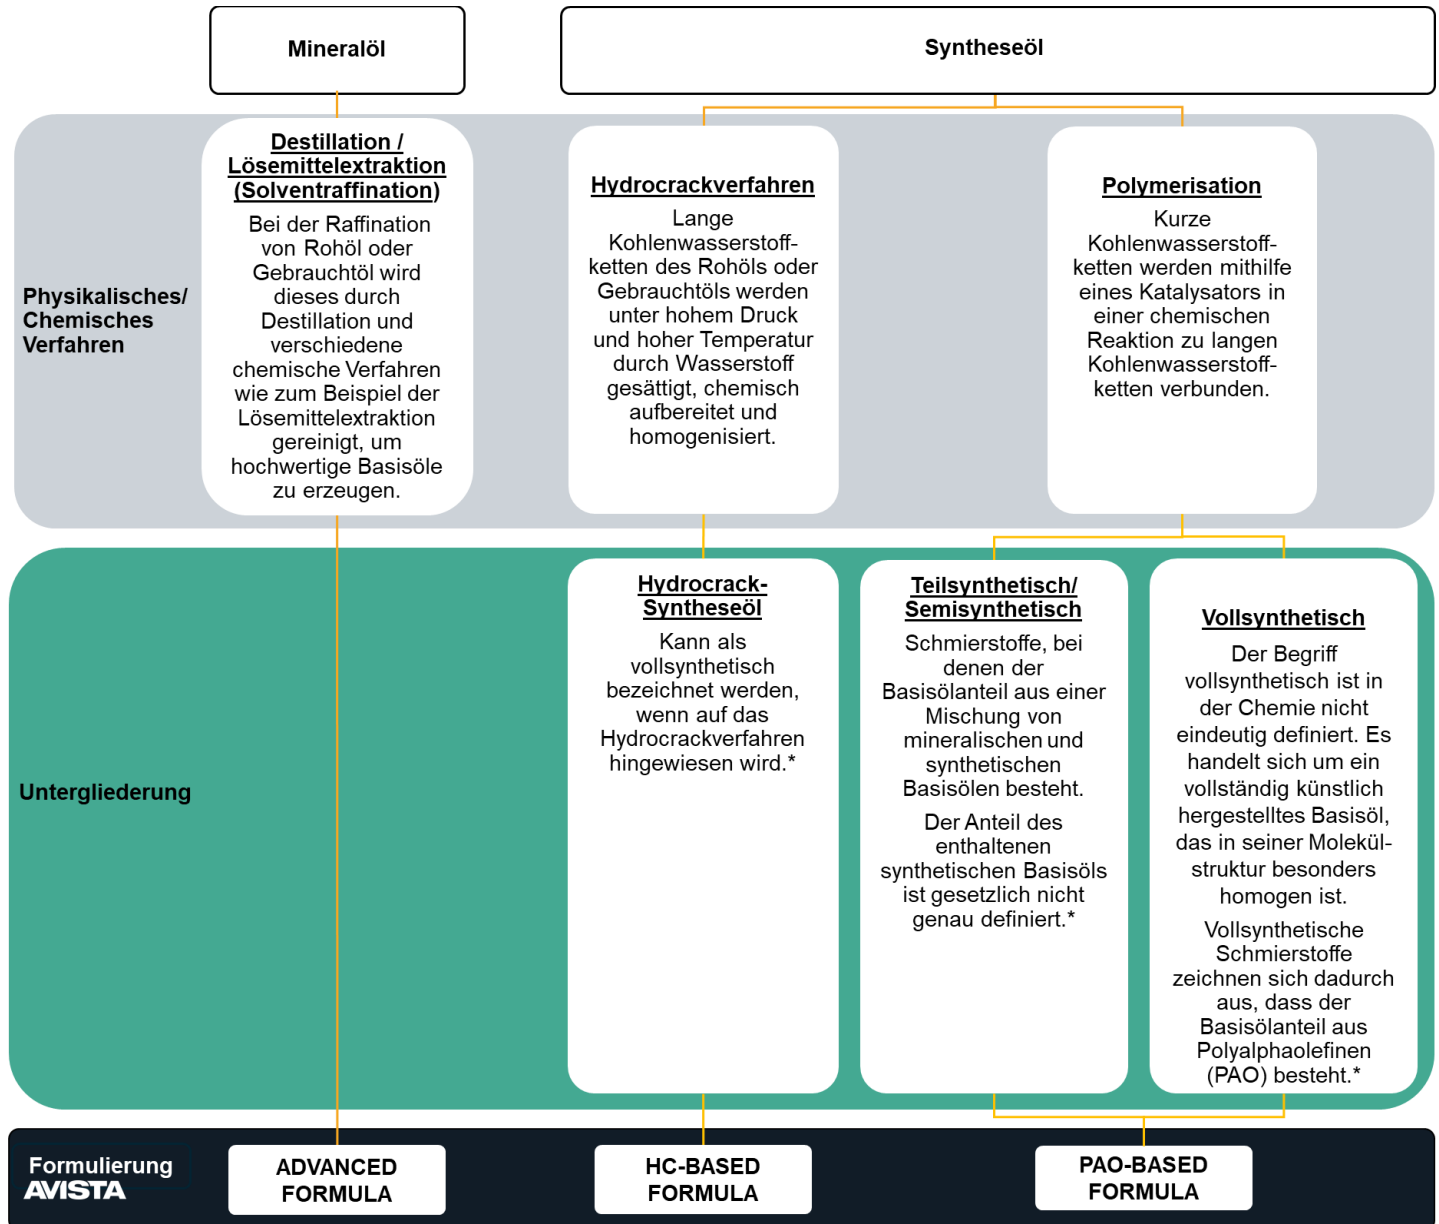 Mineralöl
Syntheseöl
Physikalisches/
Chemisches
Verfahren
Destillation /
Lösemittelextraktion
(Solventraffination)
Bei der Raffination
von Rohöl oder
Gebrauchtöl wird
dieses durch
Destillation und
verschiedene
chemische Verfahren
wie zum Beispiel der
Lösemittelextraktion
gereinigt, um
hochwertige Basisöle
zu erzeugen.
Hydrocrackverfahren
Lange
Kohlenwasserstoff-
ketten des Rohöls oder
Gebrauchtöls werden
unter hohem Druck
und hoher Temperatur
durch Wasserstoff
gesättigt, chemisch
aufbereitet und
homogenisiert.
Polymerisation
Kurze
Kohlenwasserstoff-
ketten werden mithilfe
eines Katalysators in
einer chemischen
Reaktion zu langen
Kohlenwasserstoff-
ketten verbunden.
Untergliederung
Hydrocrack-
Syntheseöl
Kann als
vollsynthetisch
bezeichnet werden,
wenn auf das
Hydrocrackverfahren
hingewiesen wird.*
Teilsynthetisch/
Semisynthetisch
Schmierstoffe, bei
denen der
Basisölanteil aus einer
Mischung von
mineralischen und
synthetischen
Basisölen besteht.
Der Anteil des
enthaltenen
synthetischen Basisöls
ist gesetzlich nicht
genau definiert.*
Vollsynthetisch
Der Begriff
vollsynthetisch ist in
der Chemie nicht
eindeutig definiert. Es
handelt sich um ein
vollständig künstlich
hergestelltes Basisöl,
das in seiner Molekül-
struktur besonders
homogen ist.
Vollsynthetische
Schmierstoffe
zeichnen sich dadurch
aus, dass der
Basisölanteil aus
Polyalphaolefinen
(PAO) besteht.*
Formulierung
AVISTA
ADVANCED
FORMULA
HC-BASED
FORMULA
PAO-BASED
FORMULA